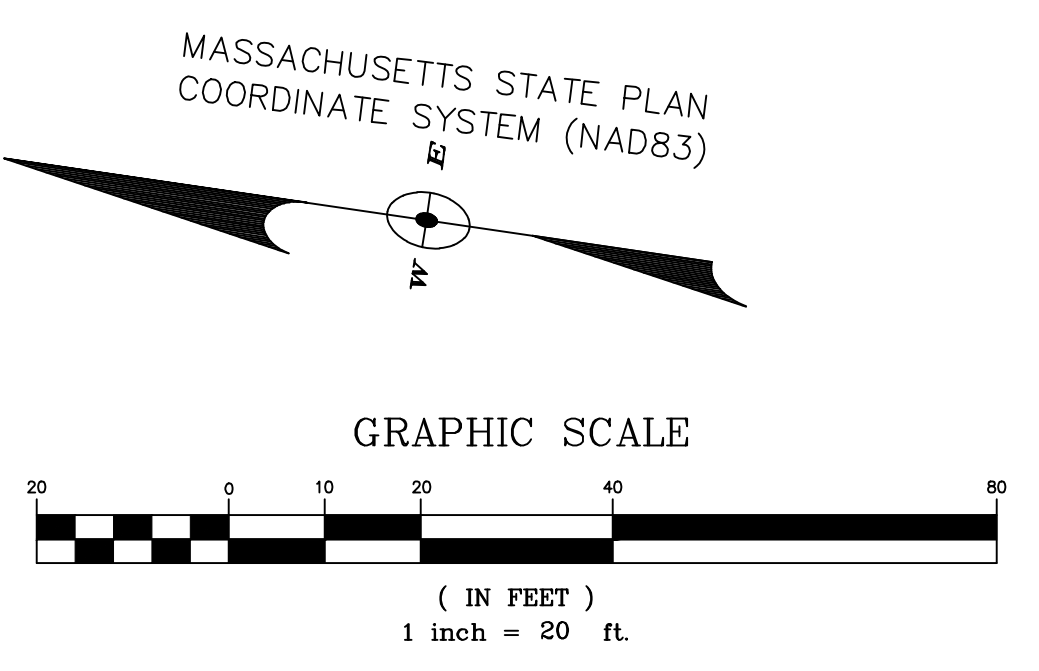 MASSACHUSETTS STATE PLAN
COORDINATE SYSTEM (NAD83)
E
W
GRAPHIC SCALE
20 0 10 20 40 80
( IN FEET )
1 inch = 20 ft.